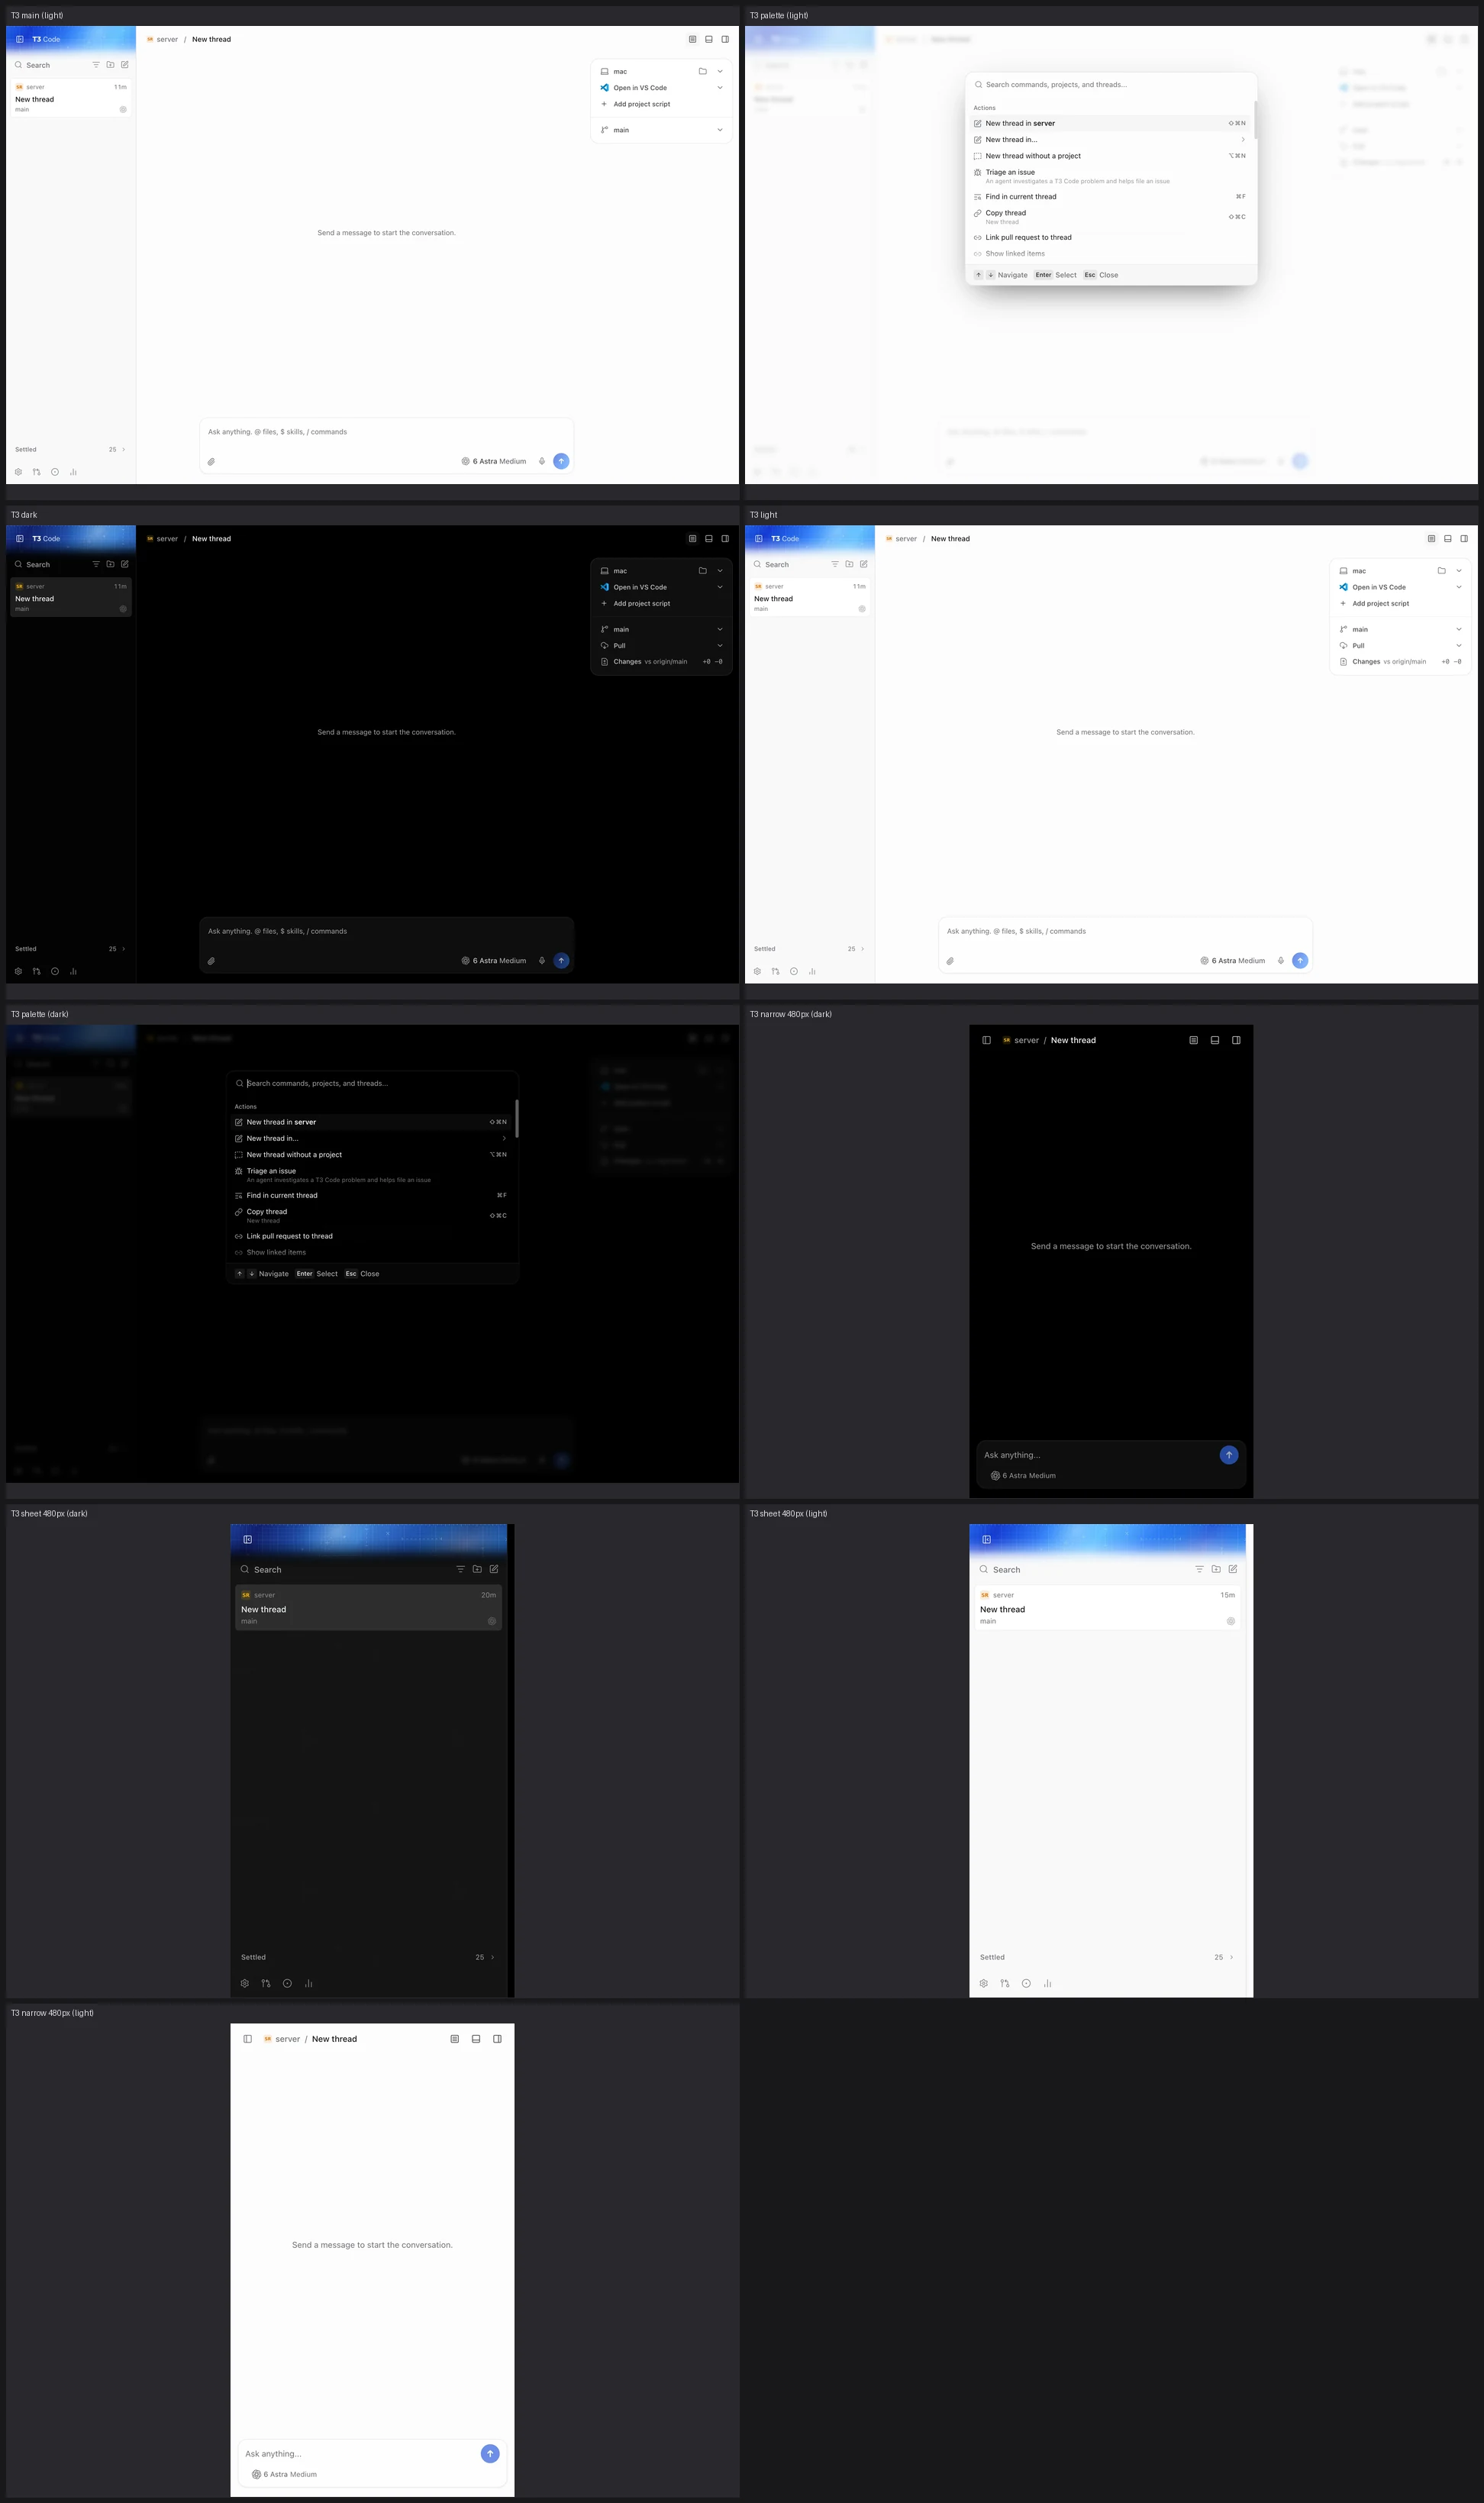 T3 main (light)
T3 Code
Search
SR server 11m
New thread
main
Settled 25
SR server / New thread
mac
Open in VS Code
Add project script
main
Send a message to start the conversation.
Ask anything. @ files, $ skills, / commands
6 Astra Medium
T3 palette (light)
Search commands, projects, and threads...
Actions
New thread in server ⇧⌘N
New thread in...
New thread without a project ⌥⌘N
Triage an issue
An agent investigates a T3 Code problem and helps file an issue
Find in current thread ⌘F
Copy thread ⇧⌘C
New thread
Link pull request to thread
Show linked items
↑ ↓ Navigate Enter Select Esc Close
T3 dark
T3 Code
Search
SR server 11m
New thread
main
Settled 25
SR server / New thread
mac
Open in VS Code
Add project script
main
Pull
Changes vs origin/main +0 -0
Send a message to start the conversation.
Ask anything. @ files, $ skills, / commands
6 Astra Medium
T3 light
T3 Code
Search
SR server 11m
New thread
main
Settled 25
SR server / New thread
mac
Open in VS Code
Add project script
main
Pull
Changes vs origin/main +0 -0
Send a message to start the conversation.
Ask anything. @ files, $ skills, / commands
6 Astra Medium
T3 palette (dark)
Search commands, projects, and threads...
Actions
New thread in server ⇧⌘N
New thread in...
New thread without a project ⌥⌘N
Triage an issue
An agent investigates a T3 Code problem and helps file an issue
Find in current thread ⌘F
Copy thread ⇧⌘C
New thread
Link pull request to thread
Show linked items
↑ ↓ Navigate Enter Select Esc Close
T3 narrow 480px (dark)
SR server / New thread
Send a message to start the conversation.
Ask anything...
6 Astra Medium
T3 sheet 480px (dark)
Search
SR server 20m
New thread
main
Settled 25
T3 sheet 480px (light)
Search
SR server 15m
New thread
main
Settled 25
T3 narrow 480px (light)
SR server / New thread
Send a message to start the conversation.
Ask anything...
6 Astra Medium